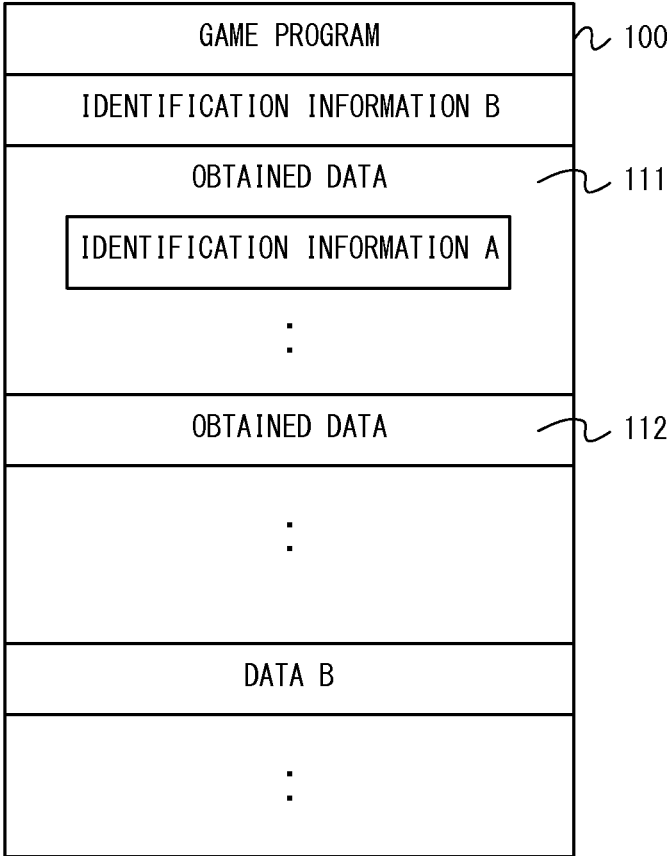 GAME PROGRAM
100
IDENTIFICATION INFORMATION B
OBTAINED DATA
111
IDENTIFICATION INFORMATION A
:
OBTAINED DATA
112
:
DATA B
: